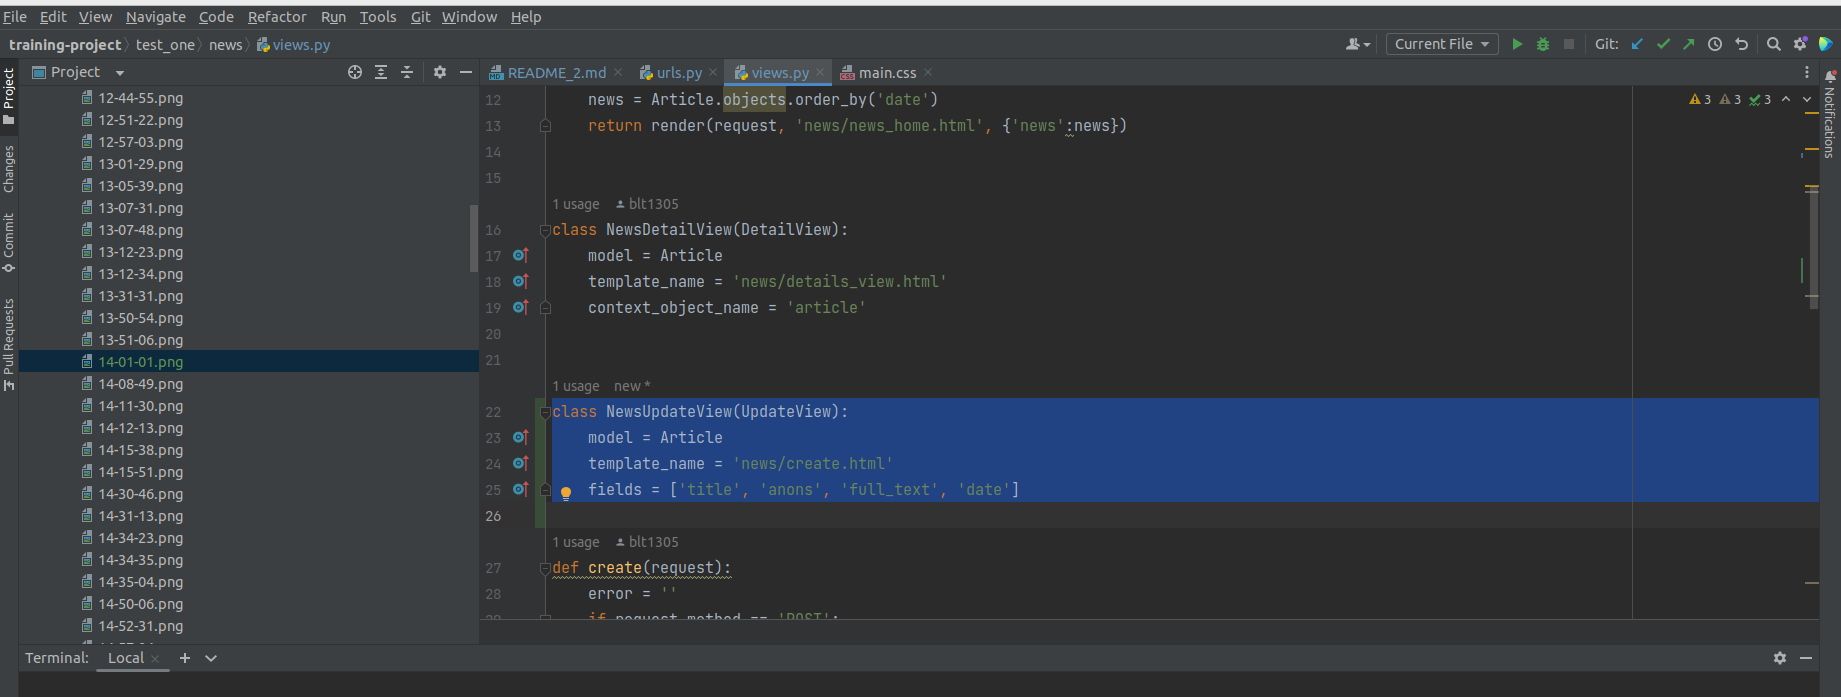 File Edit View Navigate Code Refactor Run Tools Git Window Help
training-project test_one news views.py
Current File Git:
Project
README_2.md urls.py views.py main.css
Project
Changes
Commit
Pull Requests
12-44-55.png
12-51-22.png
12-57-03.png
13-01-29.png
13-05-39.png
13-07-31.png
13-07-48.png
13-12-23.png
13-12-34.png
13-31-31.png
13-50-54.png
13-51-06.png
14-01-01.png
14-08-49.png
14-11-30.png
14-12-13.png
14-15-38.png
14-15-51.png
14-30-46.png
14-31-13.png
14-34-23.png
14-34-35.png
14-35-04.png
14-50-06.png
14-52-31.png
12 news = Article.objects.order_by('date')
13 return render(request, 'news/news_home.html', {'news':news})
14
15
1 usage blt1305
16 class NewsDetailView(DetailView):
17 model = Article
18 template_name = 'news/details_view.html'
19 context_object_name = 'article'
20
21
1 usage new *
22 class NewsUpdateView(UpdateView):
23 model = Article
24 template_name = 'news/create.html'
25 fields = ['title', 'anons', 'full_text', 'date']
26
1 usage blt1305
27 def create(request):
28 error = ''
if request.method == 'POST':
3 3 3
Notifications
Terminal: Local